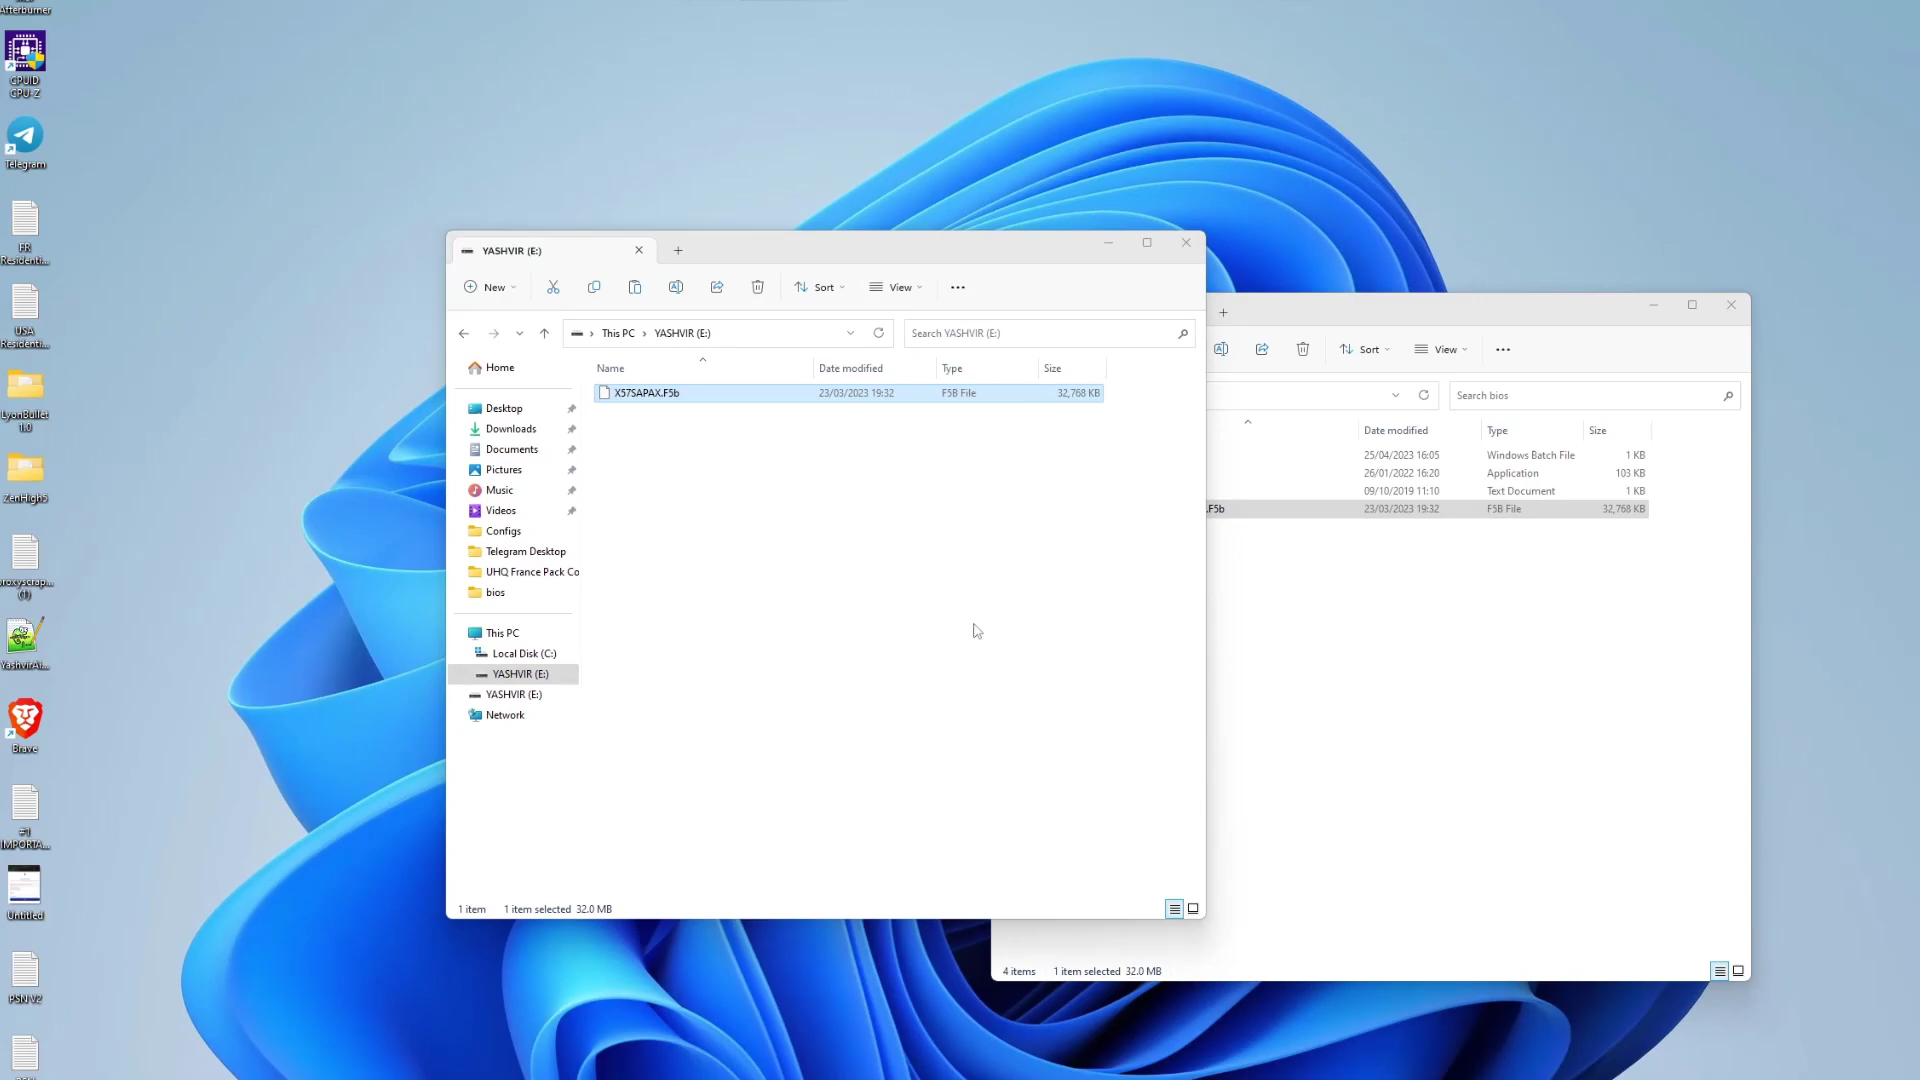 Afterburner
CPUID
CPU-Z
Telegram
FR
Residenti...
USA
Residenti...
LyonBullet
1.0
ZenHigh5
proxyscrap...
(1)
YashvirAi...
Brave
#1
IMPORTA...
Untitled
PSN V2
YASHVIR (E:)
New
Sort
View
This PC
YASHVIR (E:)
Search YASHVIR (E:)
Home
Desktop
Downloads
Documents
Pictures
Music
Videos
Configs
Telegram Desktop
UHQ France Pack Co
bios
This PC
Local Disk (C:)
YASHVIR (E:)
YASHVIR (E:)
Network
Name Date modified Type Size
X57SAPAX.F5b 23/03/2023 19:32 F5B File 32,768 KB
1 item 1 item selected 32.0 MB
Sort
View
Search bios
Date modified Type Size
25/04/2023 16:05 Windows Batch File 1 KB
26/01/2022 16:20 Application 103 KB
09/10/2019 11:10 Text Document 1 KB
.F5b 23/03/2023 19:32 F5B File 32,768 KB
4 items 1 item selected 32.0 MB